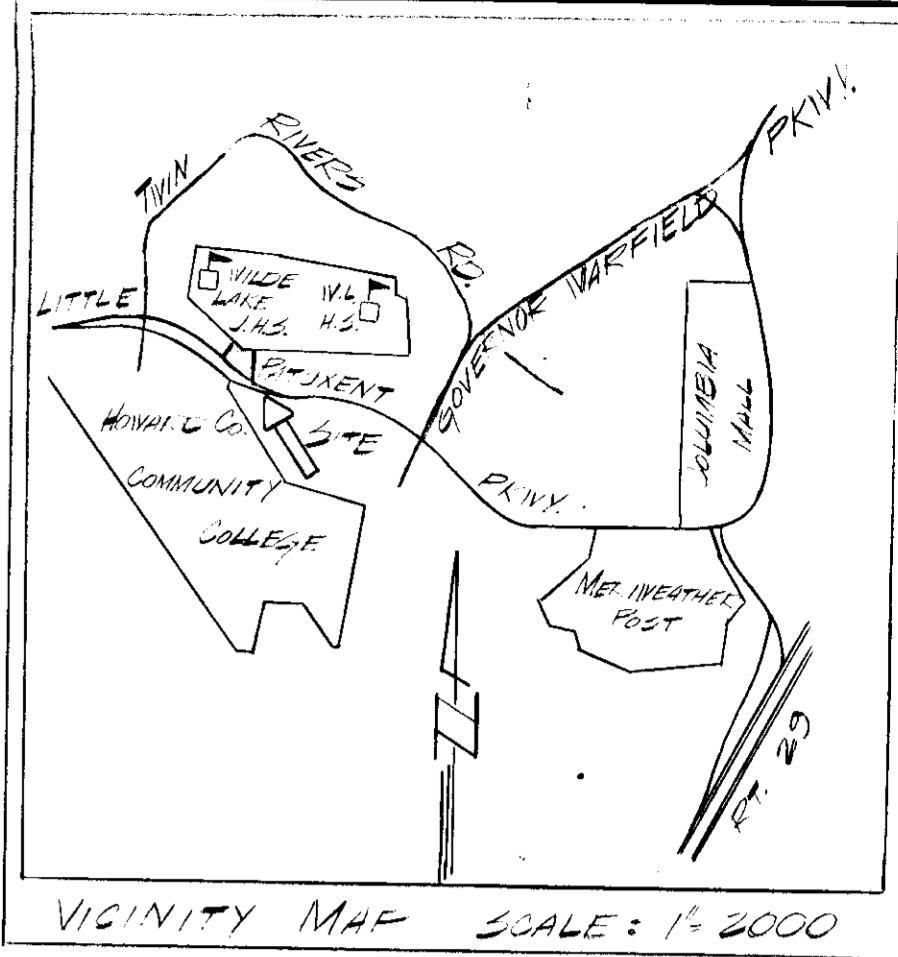 TWIN RIVERS RD.
GOVERNOR WARFIELD PKWY.
LITTLE PATUXENT PKWY.
WILDE
LAKE
J.H.S.
W.L
H.S.
COLUMBIA
MALL
HOWARD CO.
COMMUNITY
COLLEGE
SITE
MERIWEATHER
POST
RT. 29
N
VICINITY MAP SCALE: 1"= 2000